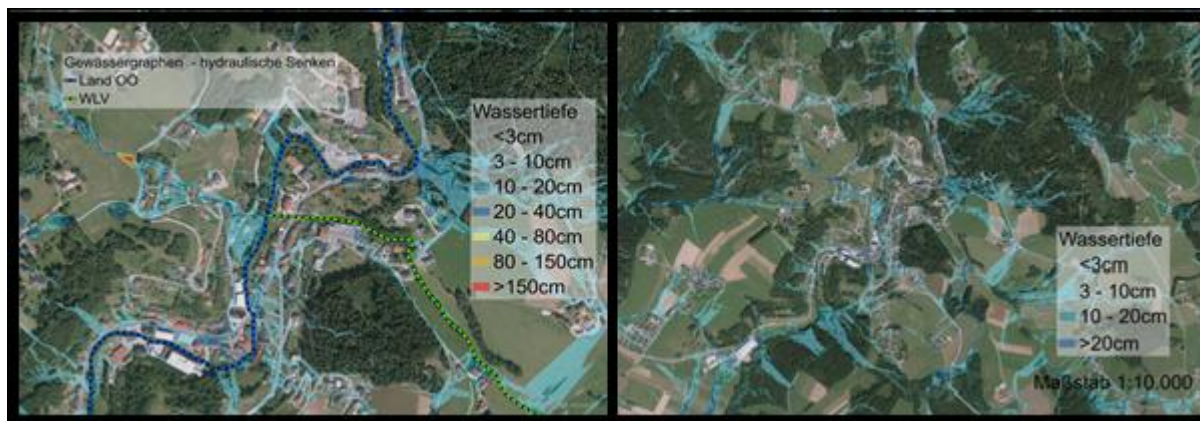 Gewässergraphen - hydraulische Senken
Land OÖ
WLV
Wassertiefe
<3cm
3 - 10cm
10 - 20cm
20 - 40cm
40 - 80cm
80 - 150cm
>150cm
Wassertiefe
<3cm
3 - 10cm
10 - 20cm
>20cm
Maßstab 1:10.000